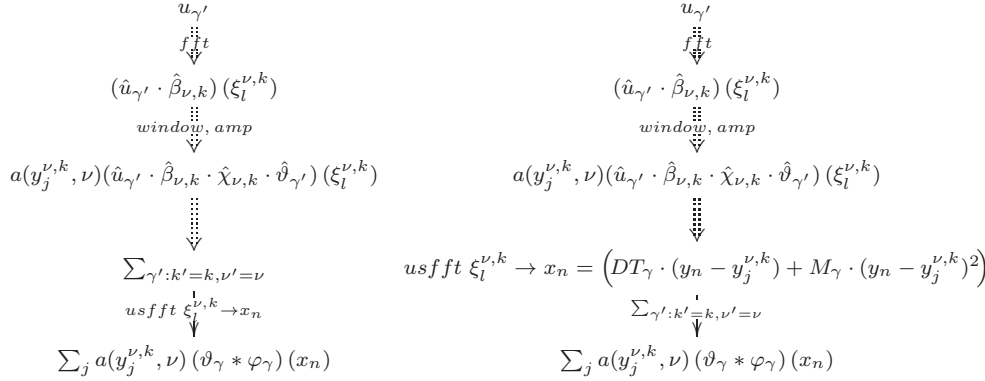 u_{γ′}
fft
(û_{γ′} · β̂_{ν,k}) (ξ_l^{ν,k})
window, amp
a(y_j^{ν,k}, ν)(û_{γ′} · β̂_{ν,k} · χ̂_{ν,k} · ϑ̂_{γ′}) (ξ_l^{ν,k})
∑_{γ′:k′=k,ν′=ν}
usfft ξ_l^{ν,k}→x_n
∑_j a(y_j^{ν,k}, ν) (ϑ_γ ∗ φ_γ) (x_n)
u_{γ′}
fft
(û_{γ′} · β̂_{ν,k}) (ξ_l^{ν,k})
window, amp
a(y_j^{ν,k}, ν)(û_{γ′} · β̂_{ν,k} · χ̂_{ν,k} · ϑ̂_{γ′}) (ξ_l^{ν,k})
usfft ξ_l^{ν,k} → x_n = (DT_γ · (y_n − y_j^{ν,k}) + M_γ · (y_n − y_j^{ν,k})²)
∑_{γ′:k′=k,ν′=ν}
∑_j a(y_j^{ν,k}, ν) (ϑ_γ ∗ φ_γ) (x_n)